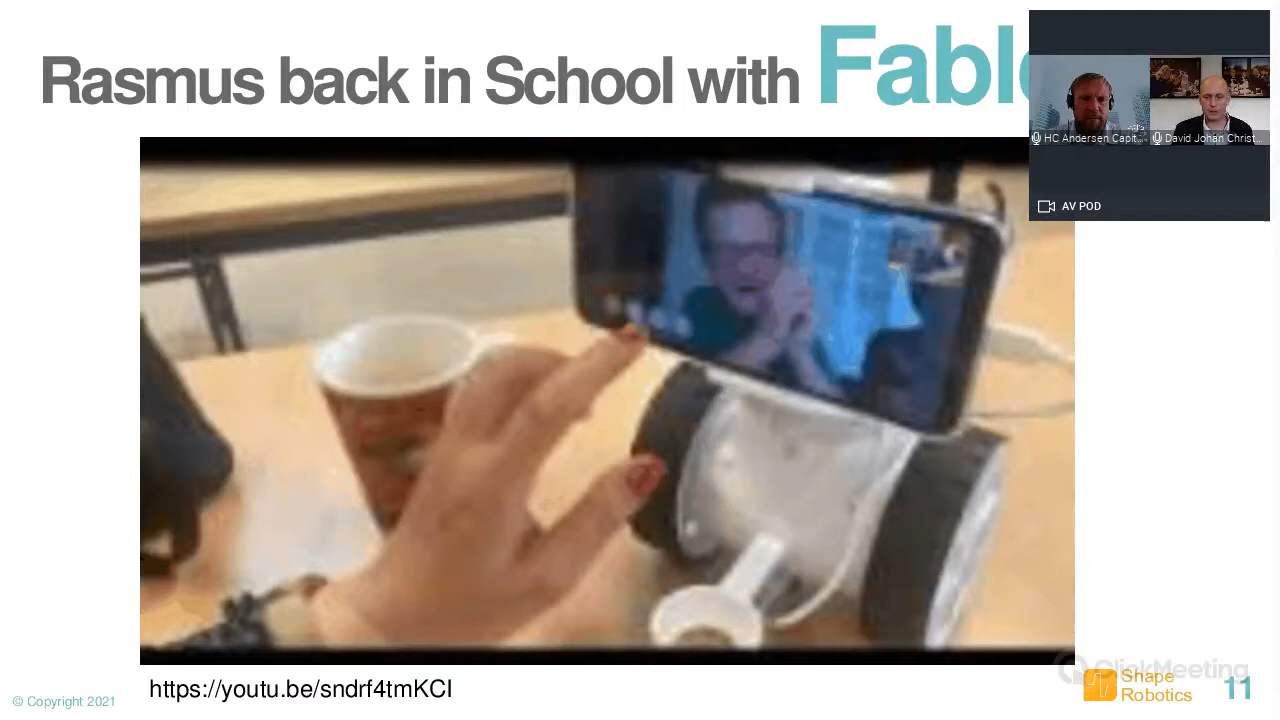 Rasmus back in School with Fable
HC Andersen Capit...
David Johan Christ...
AV POD
https://youtu.be/sndrf4tmKCI
ClickMeeting
© Copyright 2021
Shape
Robotics
11